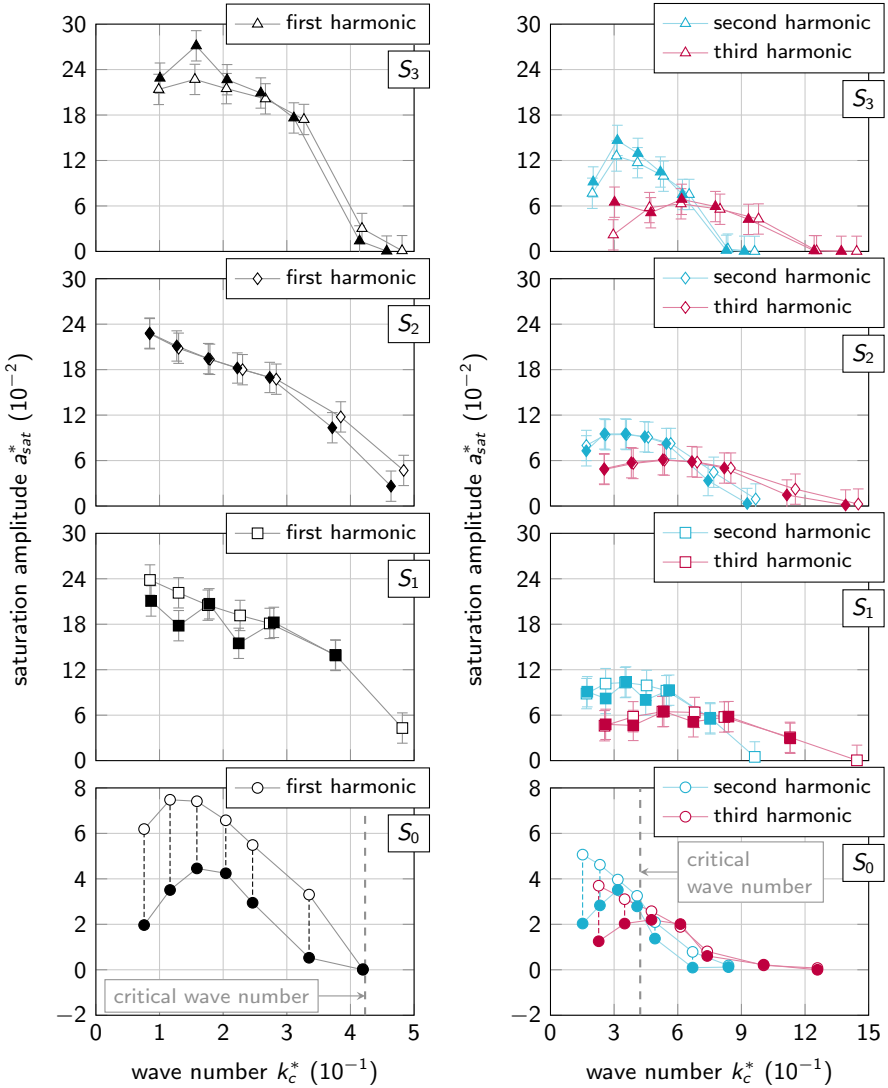 first harmonic
S₃
30
24
18
12
6
0
second harmonic
third harmonic
S₃
30
24
18
12
6
0
first harmonic
S₂
30
24
18
12
6
0
second harmonic
third harmonic
S₂
30
24
18
12
6
0
saturation amplitude a*sat (10⁻²)
saturation amplitude a*sat (10⁻²)
first harmonic
S₁
30
24
18
12
6
0
second harmonic
third harmonic
S₁
30
24
18
12
6
0
first harmonic
S₀
8
6
4
2
0
−2
critical wave number
0 1 2 3 4 5
wave number k*c (10⁻¹)
second harmonic
third harmonic
S₀
8
6
4
2
0
−2
critical
wave number
0 3 6 9 12 15
wave number k*c (10⁻¹)